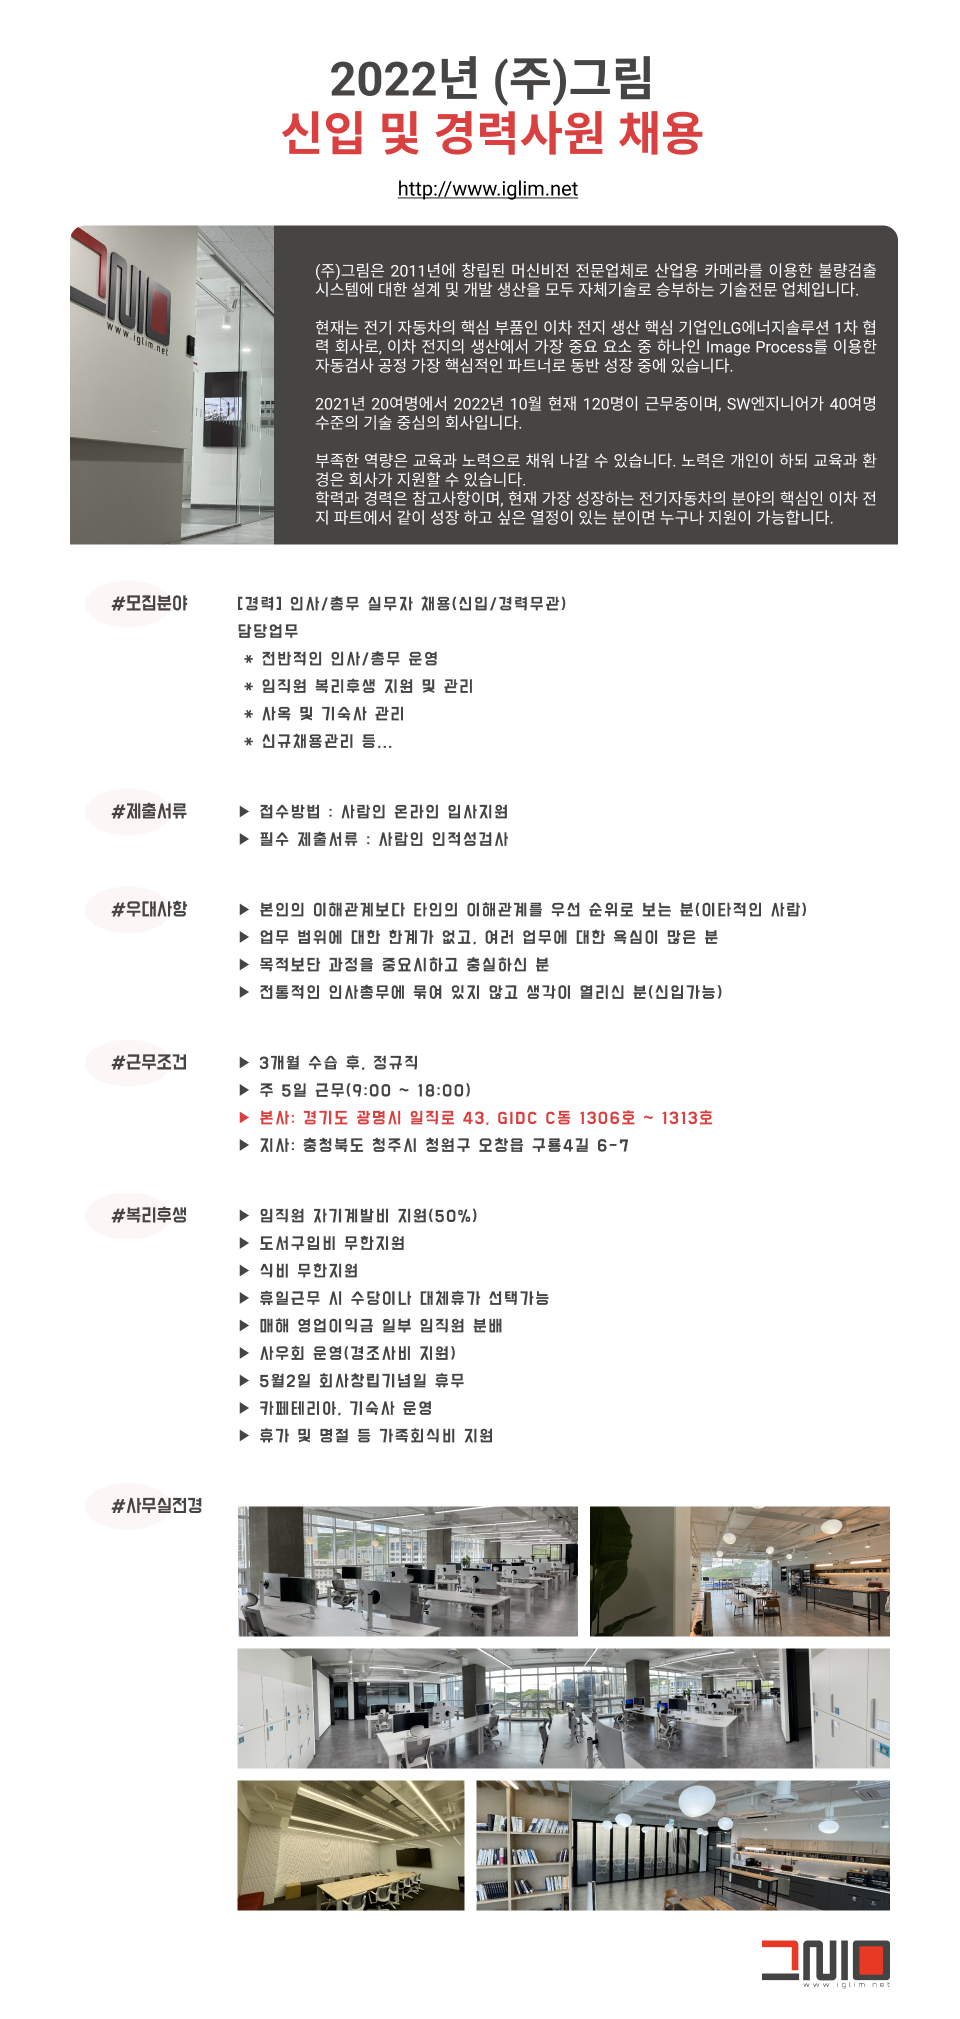 2022년 (주)그림
신입 및 경력사원 채용
http://www.iglim.net
www.iglim.net
(주)그림은 2011년에 창립된 머신비전 전문업체로 산업용 카메라를 이용한 불량검출
시스템에 대한 설계 및 개발 생산을 모두 자체기술로 승부하는 기술전문 업체입니다.
현재는 전기 자동차의 핵심 부품인 이차 전지 생산 핵심 기업인LG에너지솔루션 1차 협
력 회사로, 이차 전지의 생산에서 가장 중요 요소 중 하나인 Image Process를 이용한
자동검사 공정 가장 핵심적인 파트너로 동반 성장 중에 있습니다.
2021년 20여명에서 2022년 10월 현재 120명이 근무중이며, SW엔지니어가 40여명
수준의 기술 중심의 회사입니다.
부족한 역량은 교육과 노력으로 채워 나갈 수 있습니다. 노력은 개인이 하되 교육과 환
경은 회사가 지원할 수 있습니다.
학력과 경력은 참고사항이며, 현재 가장 성장하는 전기자동차의 분야의 핵심인 이차 전
지 파트에서 같이 성장 하고 싶은 열정이 있는 분이면 누구나 지원이 가능합니다.
#모집분야
[경력] 인사/총무 실무자 채용(신입/경력무관)
담당업무
* 전반적인 인사/총무 운영
* 임직원 복리후생 지원 및 관리
* 사옥 및 기숙사 관리
* 신규채용관리 등...
#제출서류
▶ 접수방법 : 사람인 온라인 입사지원
▶ 필수 제출서류 : 사람인 인적성검사
#우대사항
▶ 본인의 이해관계보다 타인의 이해관계를 우선 순위로 보는 분(이타적인 사람)
▶ 업무 범위에 대한 한계가 없고, 여러 업무에 대한 욕심이 많은 분
▶ 목적보단 과정을 중요시하고 충실하신 분
▶ 전통적인 인사총무에 묶여 있지 않고 생각이 열리신 분(신입가능)
#근무조건
▶ 3개월 수습 후, 정규직
▶ 주 5일 근무(9:00 ~ 18:00)
▶ 본사: 경기도 광명시 일직로 43, GIDC C동 1306호 ~ 1313호
▶ 지사: 충청북도 청주시 청원구 오창읍 구룡4길 6-7
#복리후생
▶ 임직원 자기계발비 지원(50%)
▶ 도서구입비 무한지원
▶ 식비 무한지원
▶ 휴일근무 시 수당이나 대체휴가 선택가능
▶ 매해 영업이익금 일부 임직원 분배
▶ 사우회 운영(경조사비 지원)
▶ 5월2일 회사창립기념일 휴무
▶ 카페테리아, 기숙사 운영
▶ 휴가 및 명절 등 가족회식비 지원
#사무실전경
그림
www.iglim.net